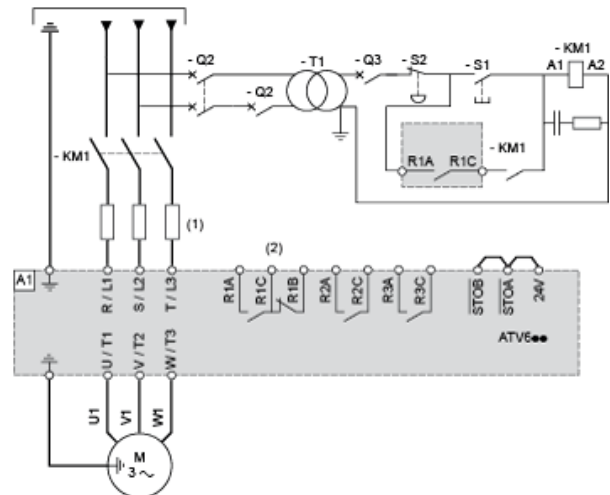 - Q2
- T1
- Q3
- S2
- S1
- KM1
A1
A2
- Q2
- KM1
R1A
R1C
- KM1
(1)
(2)
A1
R / L1
S / L2
T / L3
R1A
R1C
R1B
R2A
R2C
R3A
R3C
STOB
STOA
24V
ATV6●●
U / T1
V / T2
W / T3
U1
V1
W1
M
3 ~